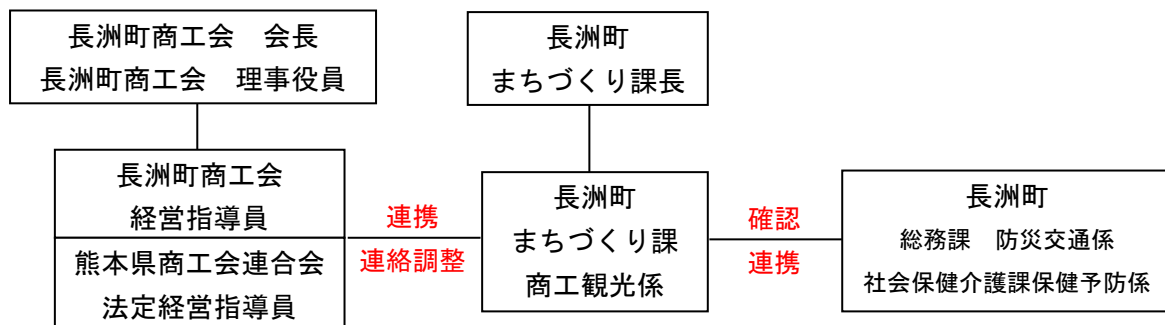 長洲町商工会　会長
長洲町商工会　理事役員
長洲町
まちづくり課長
長洲町商工会
経営指導員
熊本県商工会連合会
法定経営指導員
連携
連絡調整
長洲町
まちづくり課
商工観光係
確認
連携
長洲町
総務課　防災交通係
社会保健介護課保健予防係